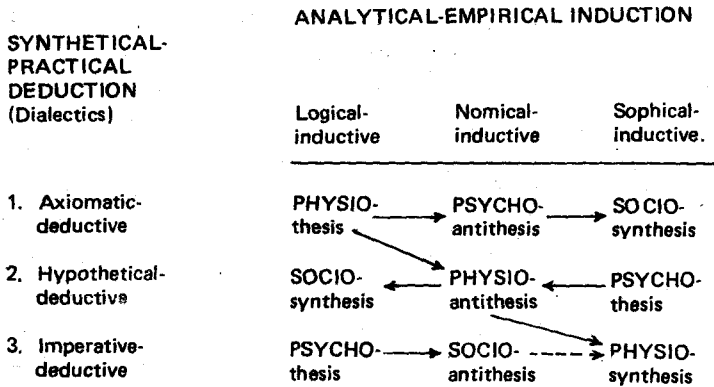 ANALYTICAL-EMPIRICAL INDUCTION
SYNTHETICAL-
PRACTICAL
DEDUCTION
(Dialectics)
Logical-
inductive
Nomical-
inductive
Sophical-
inductive.
1. Axiomatic-
deductive
PHYSIO-
thesis
PSYCHO-
antithesis
SOCIO-
synthesis
2. Hypothetical-
deductive
SOCIO-
synthesis
PHYSIO-
antithesis
PSYCHO-
thesis
3. Imperative-
deductive
PSYCHO-
thesis
SOCIO-
antithesis
PHYSIO-
synthesis